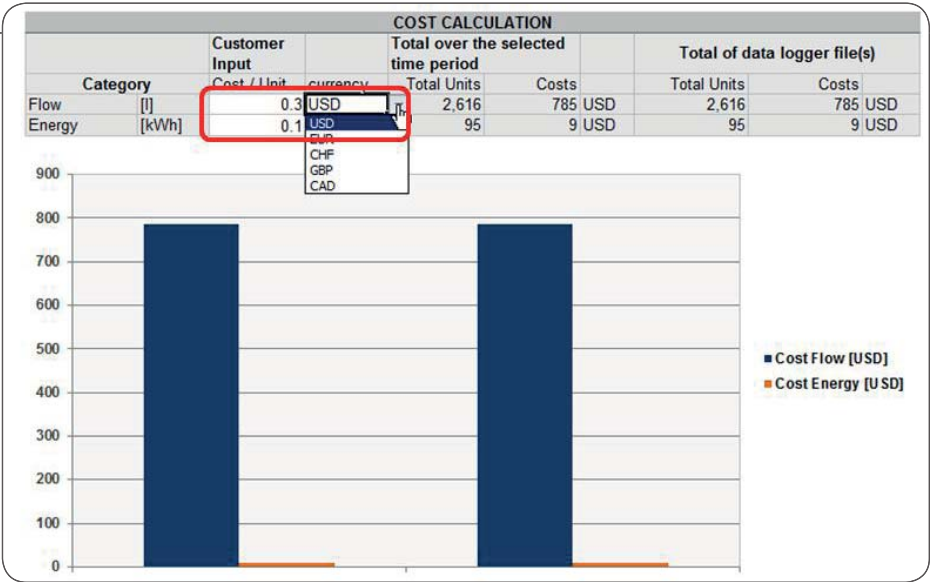 COST CALCULATION
Customer Input Total over the selected time period Total of data logger file(s)
Category Cost / Unit currency Total Units Costs Total Units Costs
Flow [l] 0.3 USD 2,616 785 USD 2,616 785 USD
Energy [kWh] 0.1 USD 95 9 USD 95 9 USD
EUR
CHF
GBP
CAD
900
800
700
600
500
400
300
200
100
0
Cost Flow [USD]
Cost Energy [USD]